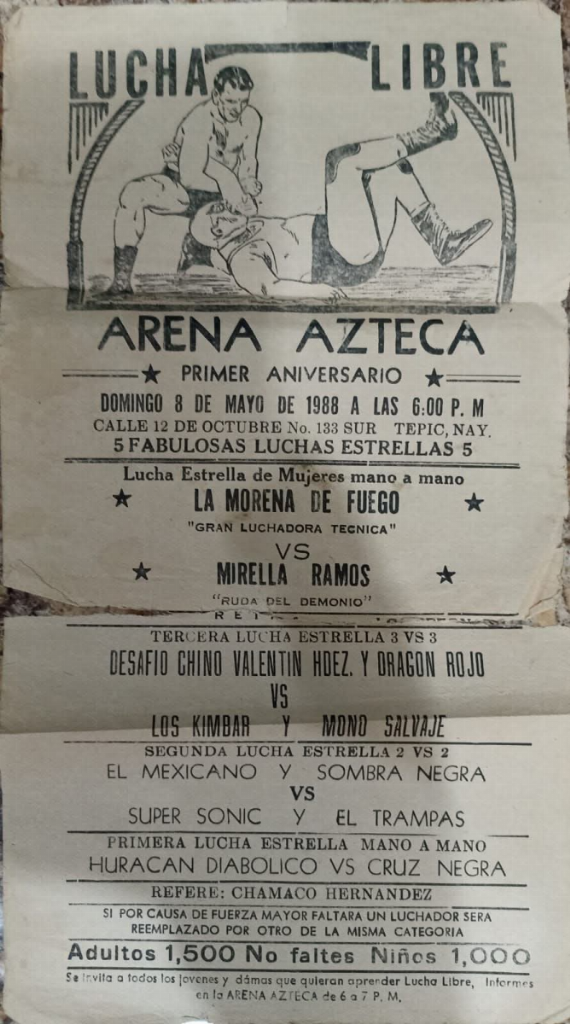 LUCHA LIBRE
ARENA AZTECA
PRIMER ANIVERSARIO
DOMINGO 8 DE MAYO DE 1988 A LAS 6:00 P. M
CALLE 12 DE OCTUBRE No. 133 SUR TEPIC, NAY.
5 FABULOSAS LUCHAS ESTRELLAS 5
Lucha Estrella de Mujeres mano a mano
LA MORENA DE FUEGO
"GRAN LUCHADORA TECNICA"
VS
MIRELLA RAMOS
"RUDA DEL DEMONIO"
TERCERA LUCHA ESTRELLA 3 VS 3
DESAFIO CHINO VALENTIN HDEZ. Y DRAGON ROJO
VS
LOS KIMBAR Y MONO SALVAJE
SEGUNDA LUCHA ESTRELLA 2 VS 2
EL MEXICANO Y SOMBRA NEGRA
VS
SUPER SONIC Y EL TRAMPAS
PRIMERA LUCHA ESTRELLA MANO A MANO
HURACAN DIABOLICO VS CRUZ NEGRA
REFERE: CHAMACO HERNANDEZ
SI POR CAUSA DE FUERZA MAYOR FALTARA UN LUCHADOR SERA
REEMPLAZADO POR OTRO DE LA MISMA CATEGORIA
Adultos 1,500 No faltes Niños 1,000
Se invita a todos los jovenes y dámas que quieran aprender Lucha Libre, Informes
en la ARENA AZTECA de 6 a 7 P. M.